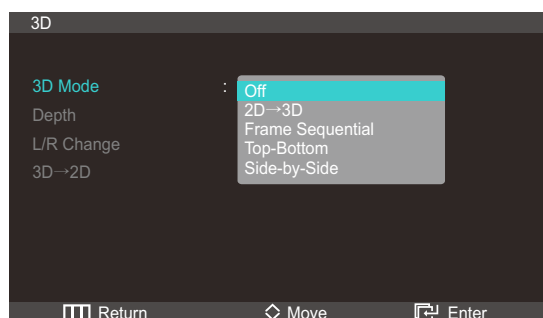 3D
3D Mode : Off
2D→3D
Depth
Frame Sequential
L/R Change
Top-Bottom
Side-by-Side
3D→2D
Return Move Enter